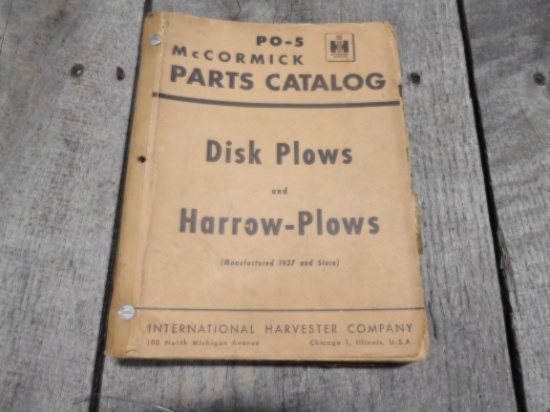 PO-5
McCORMICK
PARTS CATALOG
Disk Plows
and
Harrow-Plows
(Manufactured 1937 and Since)
INTERNATIONAL HARVESTER COMPANY
180 North Michigan Avenue Chicago 1, Illinois, U.S.A.